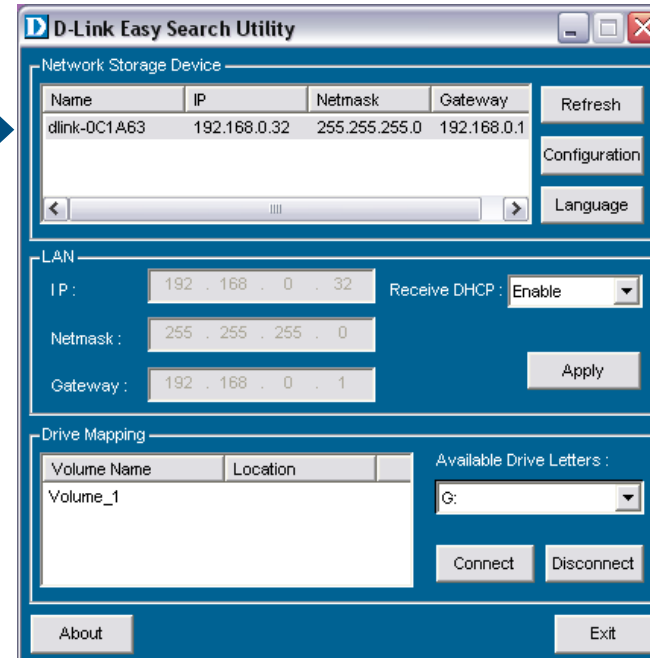 D D-Link Easy Search Utility
Network Storage Device
Name IP Netmask Gateway
dlink-0C1A63 192.168.0.32 255.255.255.0 192.168.0.1
Refresh
Configuration
Language
LAN
IP: 192 . 168 . 0 . 32 Receive DHCP : Enable
Netmask : 255 . 255 . 255 . 0
Gateway : 192 . 168 . 0 . 1
Apply
Drive Mapping
Volume Name Location
Volume_1
Available Drive Letters :
G:
Connect Disconnect
About Exit